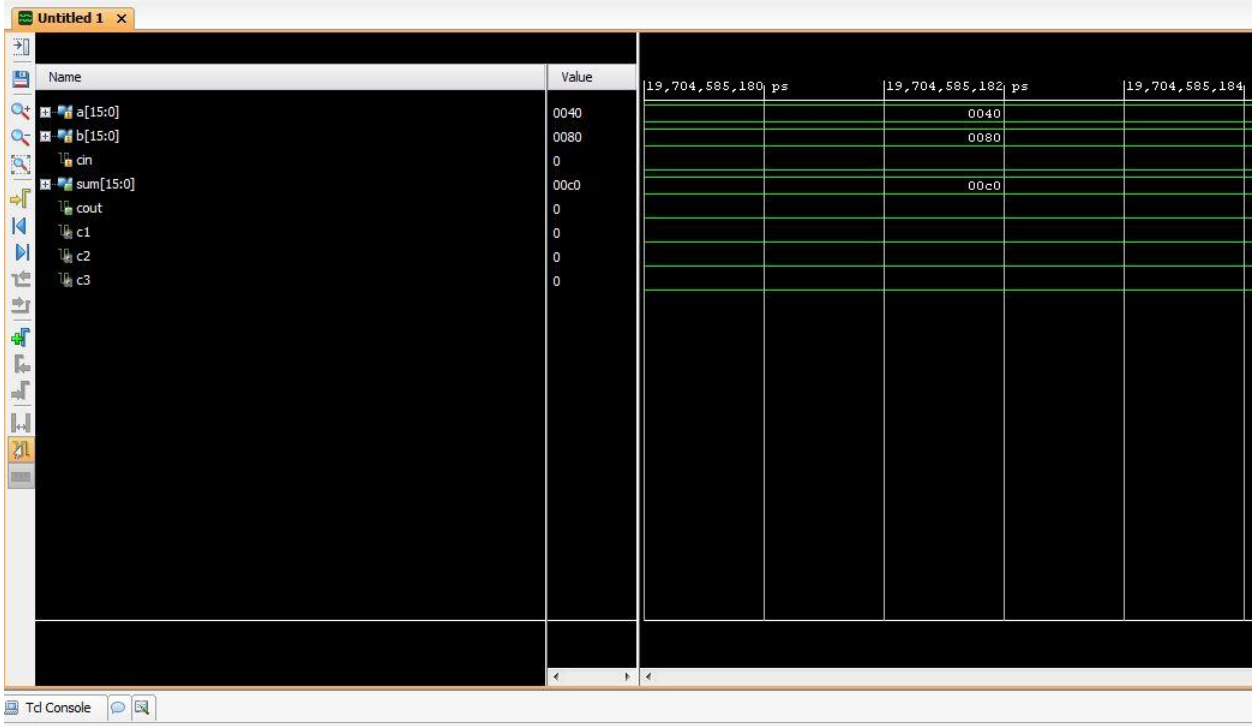 Untitled 1 ×
Name Value
19,704,585,180 ps 19,704,585,182 ps 19,704,585,184
a[15:0] 0040 0040
b[15:0] 0080 0080
cin 0
sum[15:0] 00c0 00c0
cout 0
c1 0
c2 0
c3 0
Tcl Console